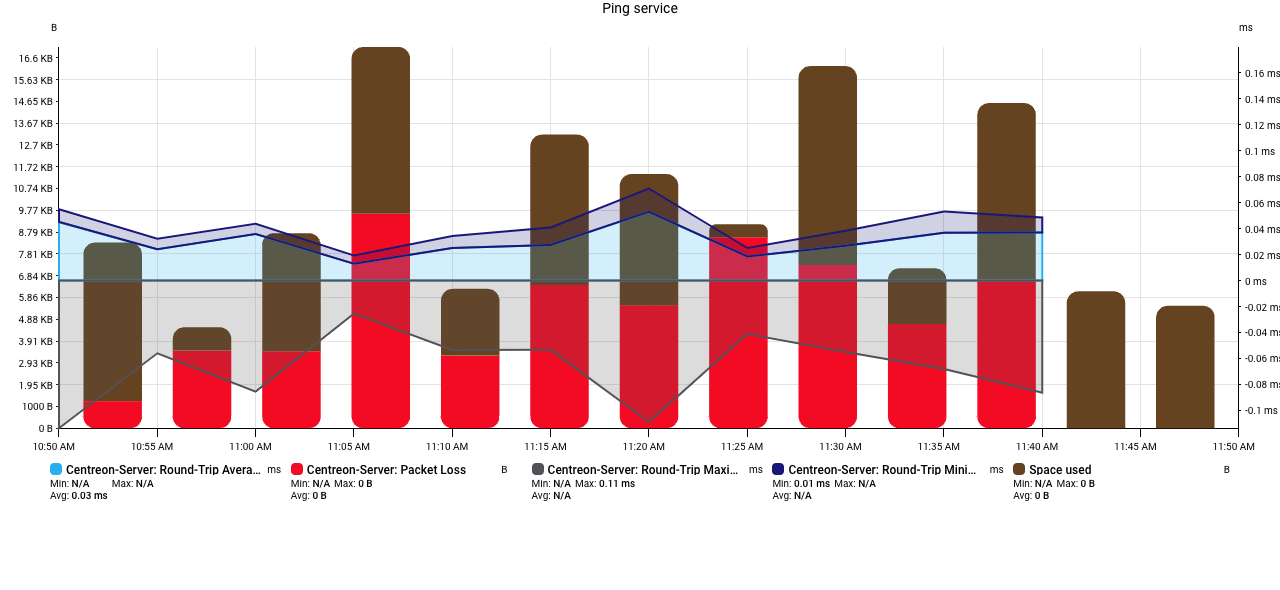 Ping service
B
ms
16.6 KB
15.63 KB
14.65 KB
13.67 KB
12.7 KB
11.72 KB
10.74 KB
9.77 KB
8.79 KB
7.81 KB
6.84 KB
5.86 KB
4.88 KB
3.91 KB
2.93 KB
1.95 KB
1000 B
0 B
0.16 ms
0.14 ms
0.12 ms
0.1 ms
0.08 ms
0.06 ms
0.04 ms
0.02 ms
0 ms
-0.02 ms
-0.04 ms
-0.06 ms
-0.08 ms
-0.1 ms
10:50 AM 10:55 AM 11:00 AM 11:05 AM 11:10 AM 11:15 AM 11:20 AM 11:25 AM 11:30 AM 11:35 AM 11:40 AM 11:45 AM 11:50 AM
Centreon-Server: Round-Trip Avera... ms
Min: N/A Max: N/A
Avg: 0.03 ms
Centreon-Server: Packet Loss B
Min: N/A Max: 0 B
Avg: 0 B
Centreon-Server: Round-Trip Maxi... ms
Min: N/A Max: 0.11 ms
Avg: N/A
Centreon-Server: Round-Trip Mini... ms
Min: 0.01 ms Max: N/A
Avg: N/A
Space used B
Min: N/A Max: 0 B
Avg: 0 B